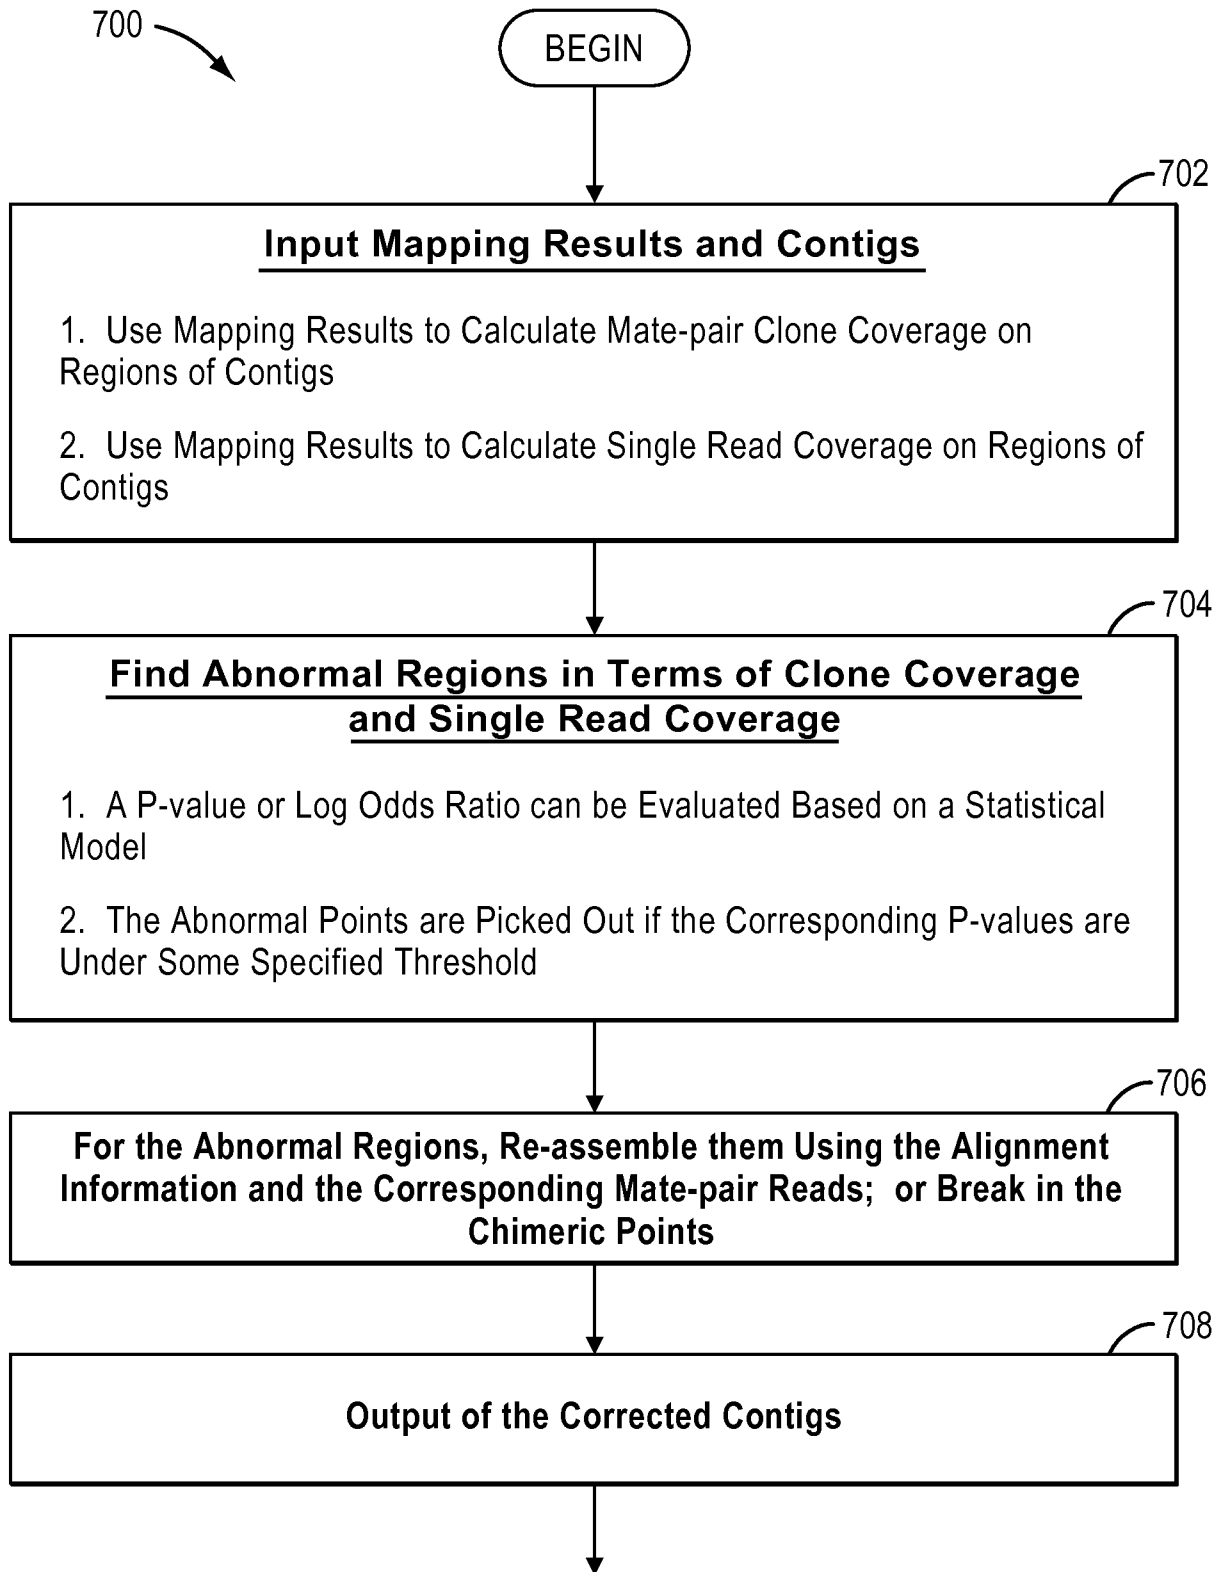 700
BEGIN
702
Input Mapping Results and Contigs
1. Use Mapping Results to Calculate Mate-pair Clone Coverage on
Regions of Contigs
2. Use Mapping Results to Calculate Single Read Coverage on Regions of
Contigs
704
Find Abnormal Regions in Terms of Clone Coverage
and Single Read Coverage
1. A P-value or Log Odds Ratio can be Evaluated Based on a Statistical
Model
2. The Abnormal Points are Picked Out if the Corresponding P-values are
Under Some Specified Threshold
706
For the Abnormal Regions, Re-assemble them Using the Alignment
Information and the Corresponding Mate-pair Reads; or Break in the
Chimeric Points
708
Output of the Corrected Contigs